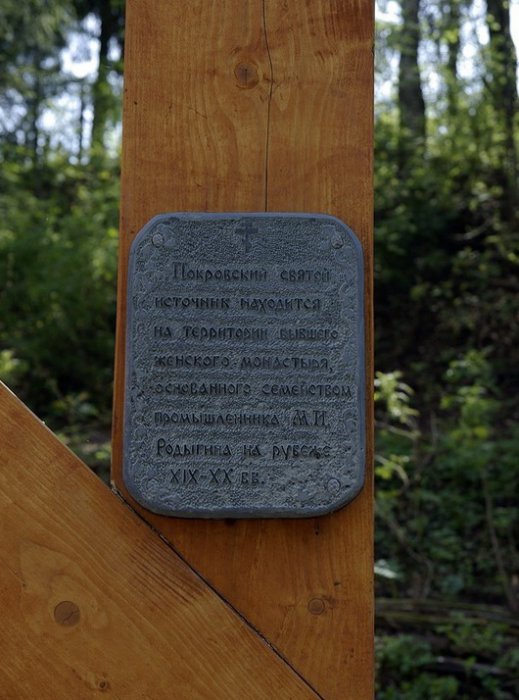 Покровский святой
источник находится
на территории бывшего
женского монастыря,
основанного семейством
промышленника М.И.
Родыгина на рубеже
XIX-XX вв.